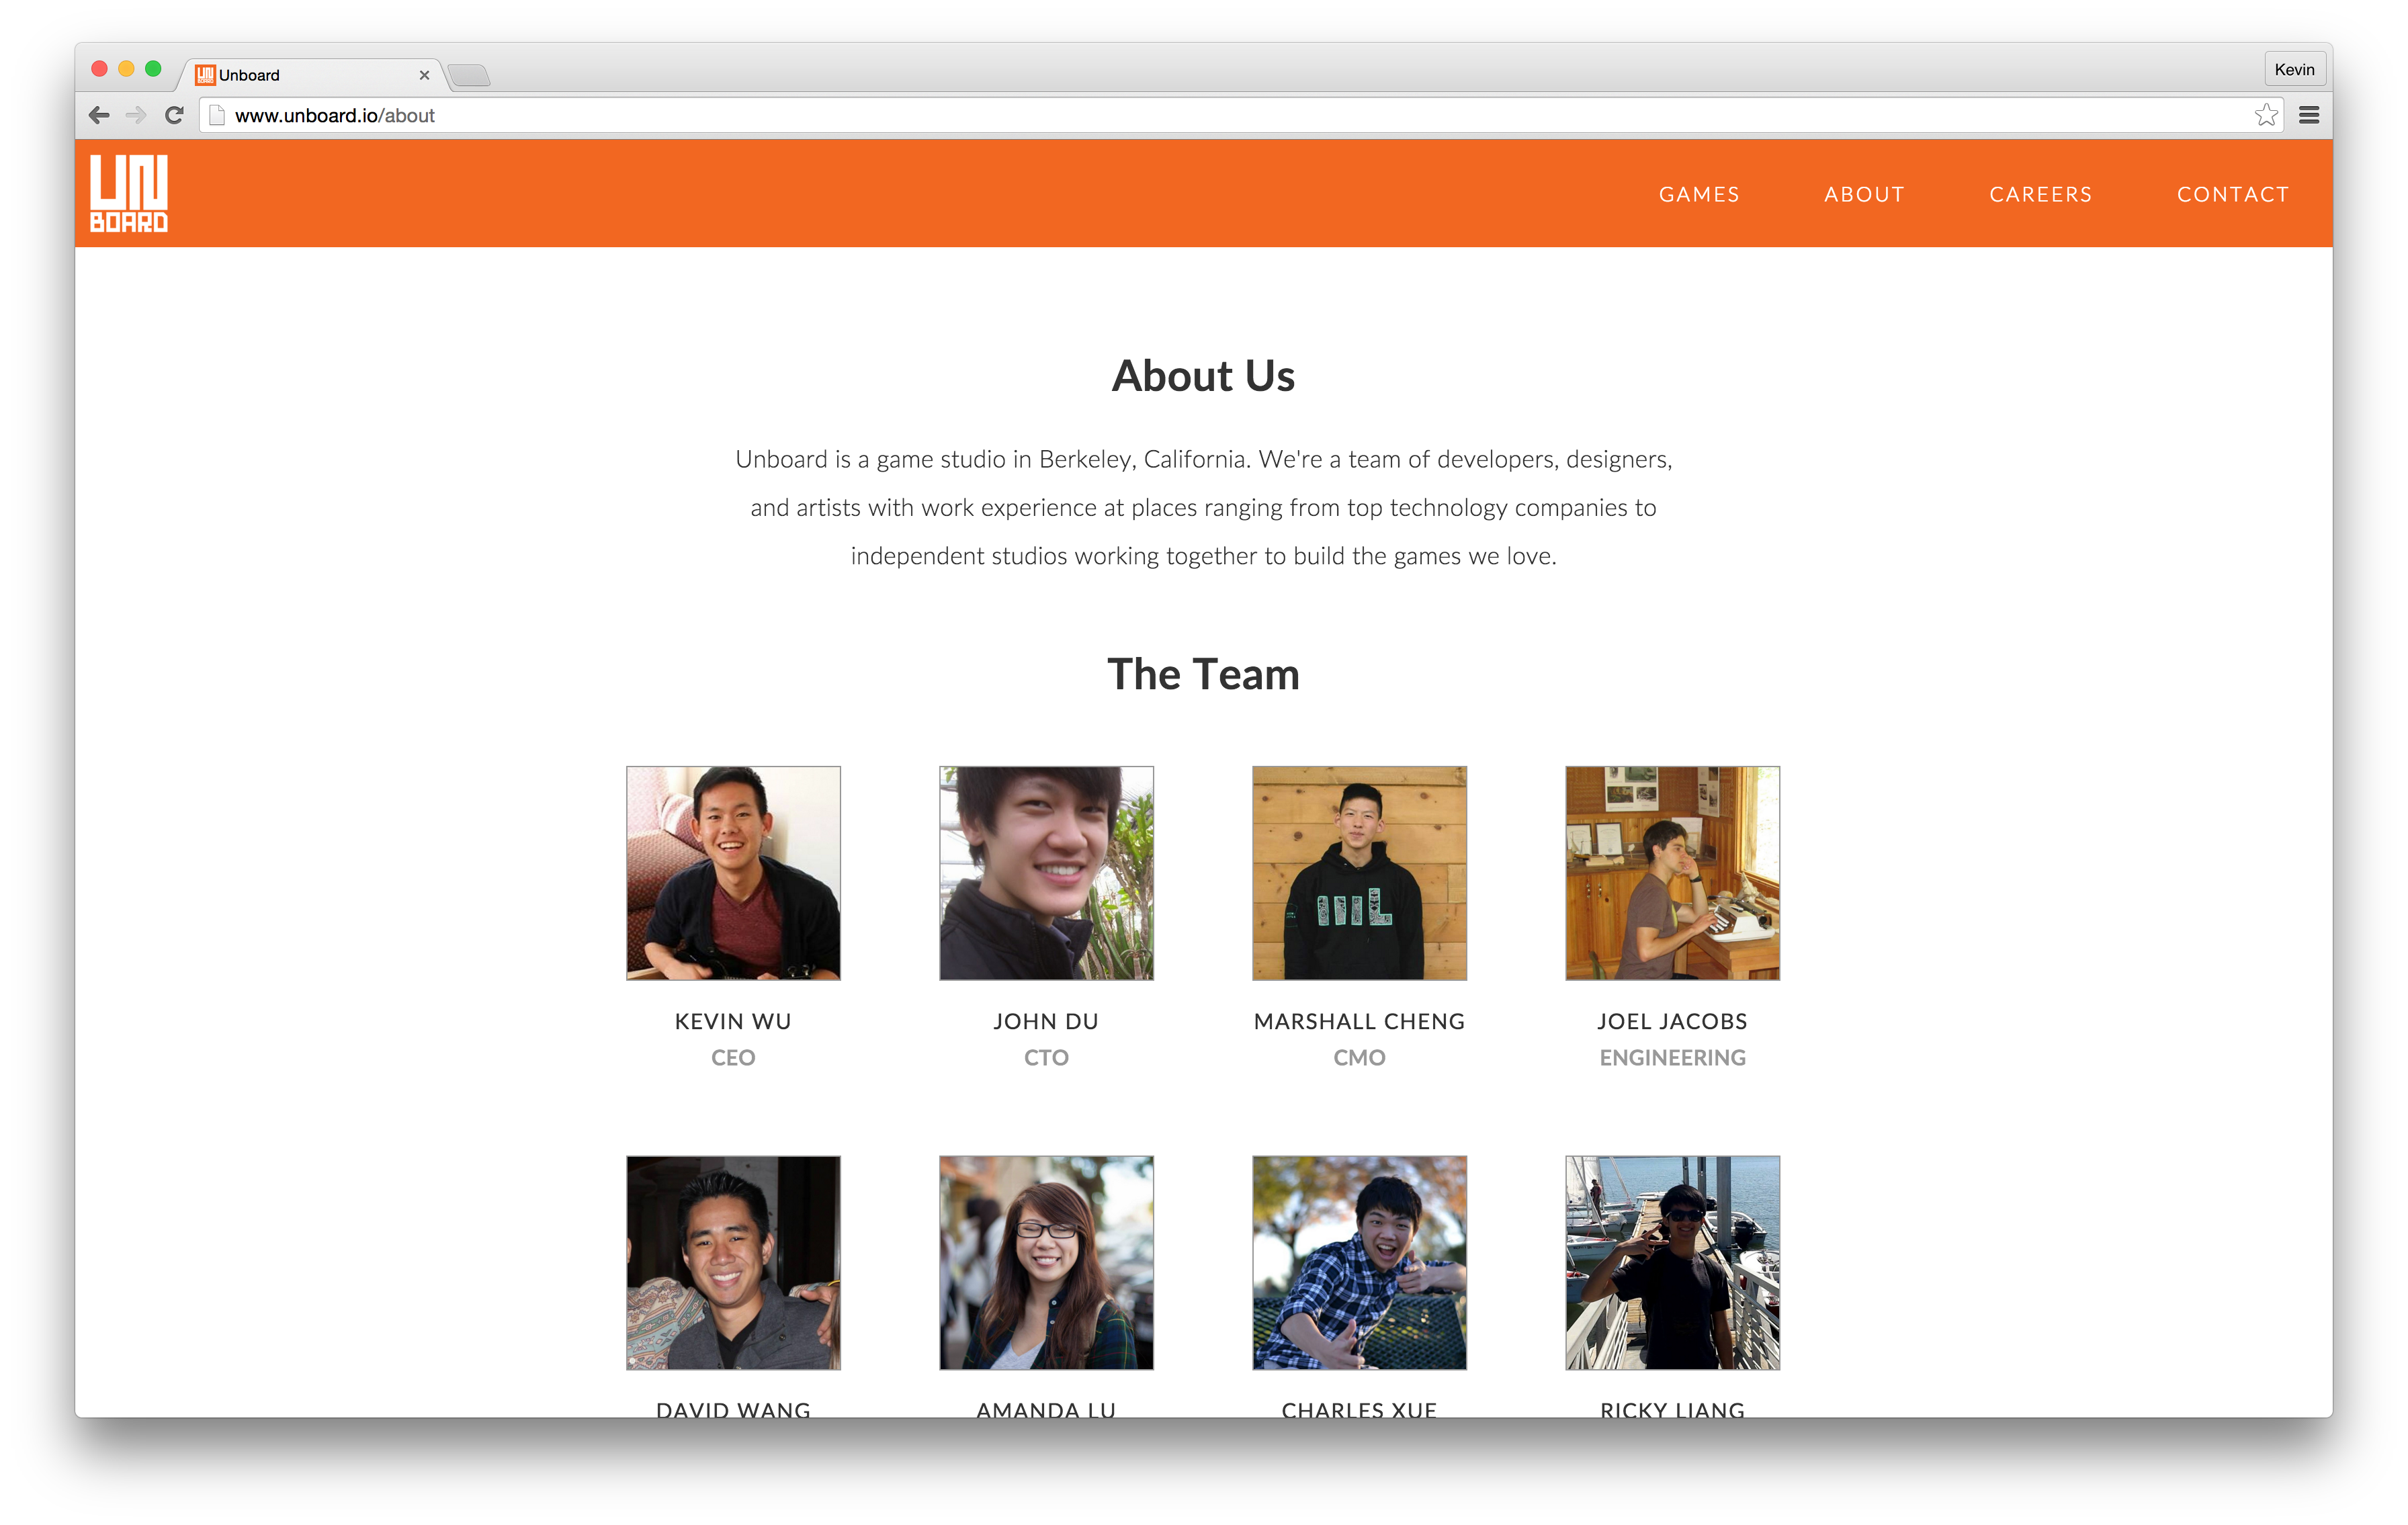 Unboard
Kevin
www.unboard.io/about
UN
BOARD
GAMES ABOUT CAREERS CONTACT
About Us
Unboard is a game studio in Berkeley, California. We're a team of developers, designers,
and artists with work experience at places ranging from top technology companies to
independent studios working together to build the games we love.
The Team
KEVIN WU
CEO
JOHN DU
CTO
MARSHALL CHENG
CMO
JOEL JACOBS
ENGINEERING
DAVID WANG
AMANDA LU
CHARLES XUE
RICKY LIANG